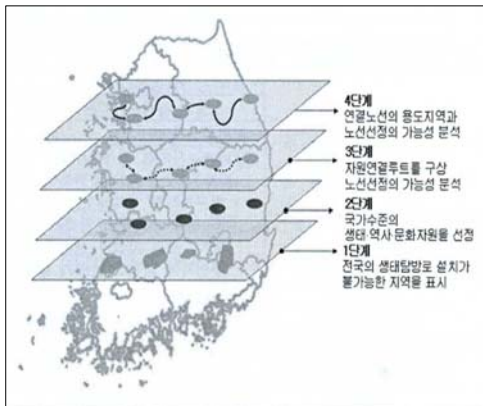 4단계
연결노선의 용도지역과
노선선정의 가능성 분석
3단계
자원연결루트를 구상
노선선정의 가능성 분석
2단계
국가수준의
생태·역사·문화자원을 선정
1단계
전국의 생태탐방로 설치가
불가능한 지역을 표시